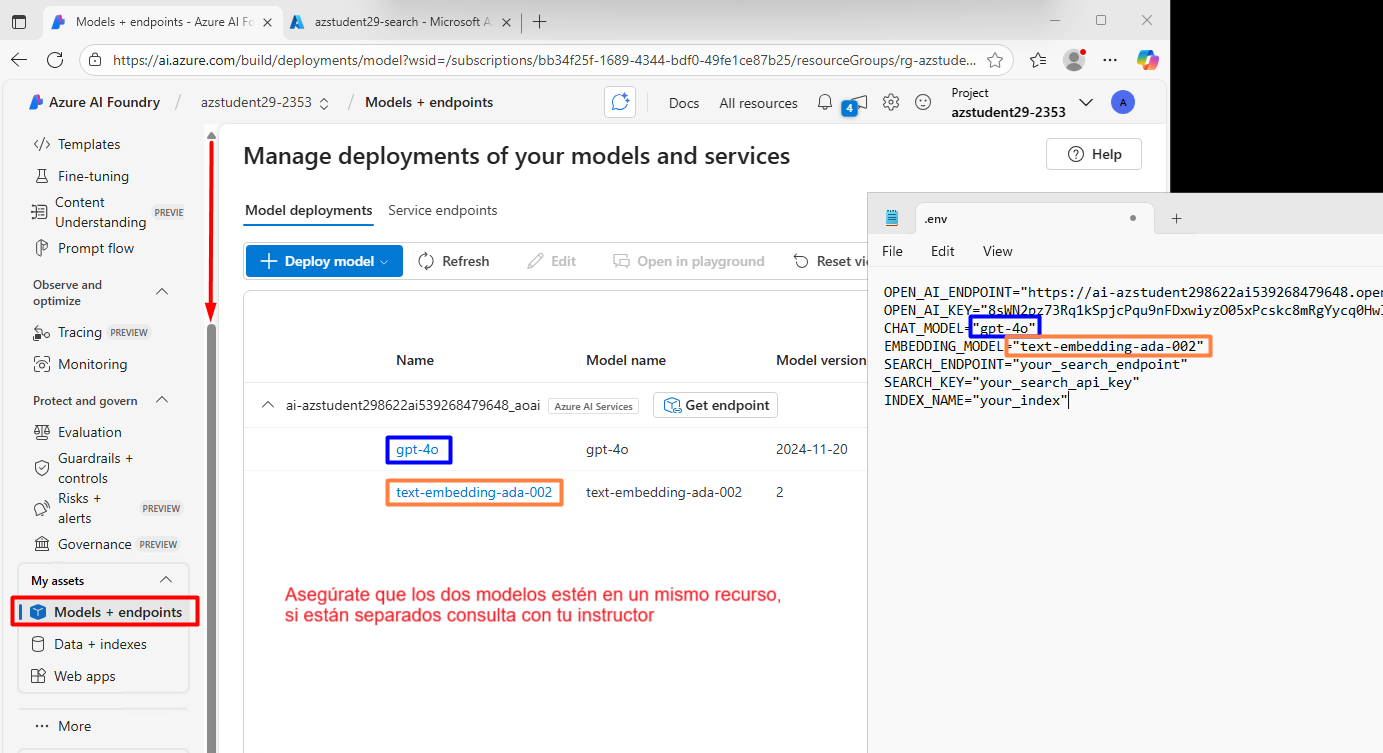 Models + endpoints - Azure AI Fo
azstudent29-search - Microsoft A
https://ai.azure.com/build/deployments/model?wsid=/subscriptions/bb34f25f-1689-4344-bdf0-49fe1ce87b25/resourceGroups/rg-azstude...
Azure AI Foundry / azstudent29-2353 / Models + endpoints
Docs
All resources
4
Project
azstudent29-2353
A
Templates
Fine-tuning
Content
Understanding
PREVIE
Prompt flow
Observe and
optimize
Tracing PREVIEW
Monitoring
Protect and govern
Evaluation
Guardrails +
controls
Risks +
alerts
PREVIEW
Governance PREVIEW
My assets
Models + endpoints
Data + indexes
Web apps
... More
Manage deployments of your models and services
Help
Model deployments Service endpoints
+ Deploy model Refresh Edit Open in playground Reset vi
Name Model name Model version
ai-azstudent298622ai539268479648_aoai Azure AI Services Get endpoint
gpt-4o gpt-4o 2024-11-20
text-embedding-ada-002 text-embedding-ada-002 2
Asegúrate que los dos modelos estén en un mismo recurso,
si están separados consulta con tu instructor
.env
File Edit View
OPEN_AI_ENDPOINT="https://ai-azstudent298622ai539268479648.oper
OPEN_AI_KEY="8sWN2pz73Rq1kSpjcPqu9nFDxwiyzO05xPcskc8mRgYycq0HwJ
CHAT_MODEL="gpt-4o"
EMBEDDING_MODEL="text-embedding-ada-002"
SEARCH_ENDPOINT="your_search_endpoint"
SEARCH_KEY="your_search_api_key"
INDEX_NAME="your_index"